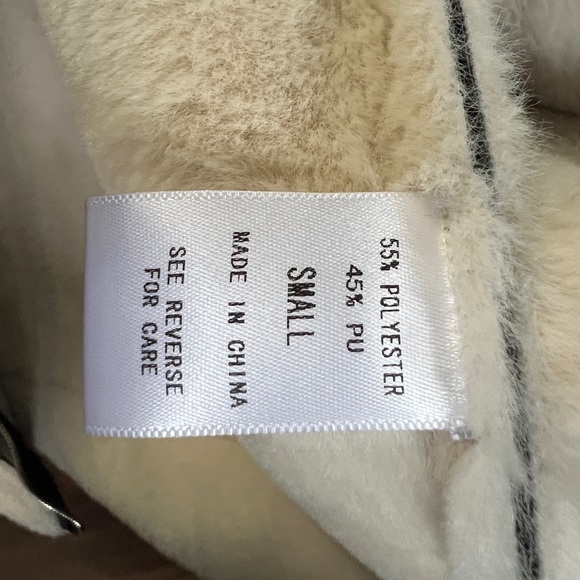 55% POLYESTER
45% PU
SMALL
MADE IN CHINA
SEE REVERSE
FOR CARE